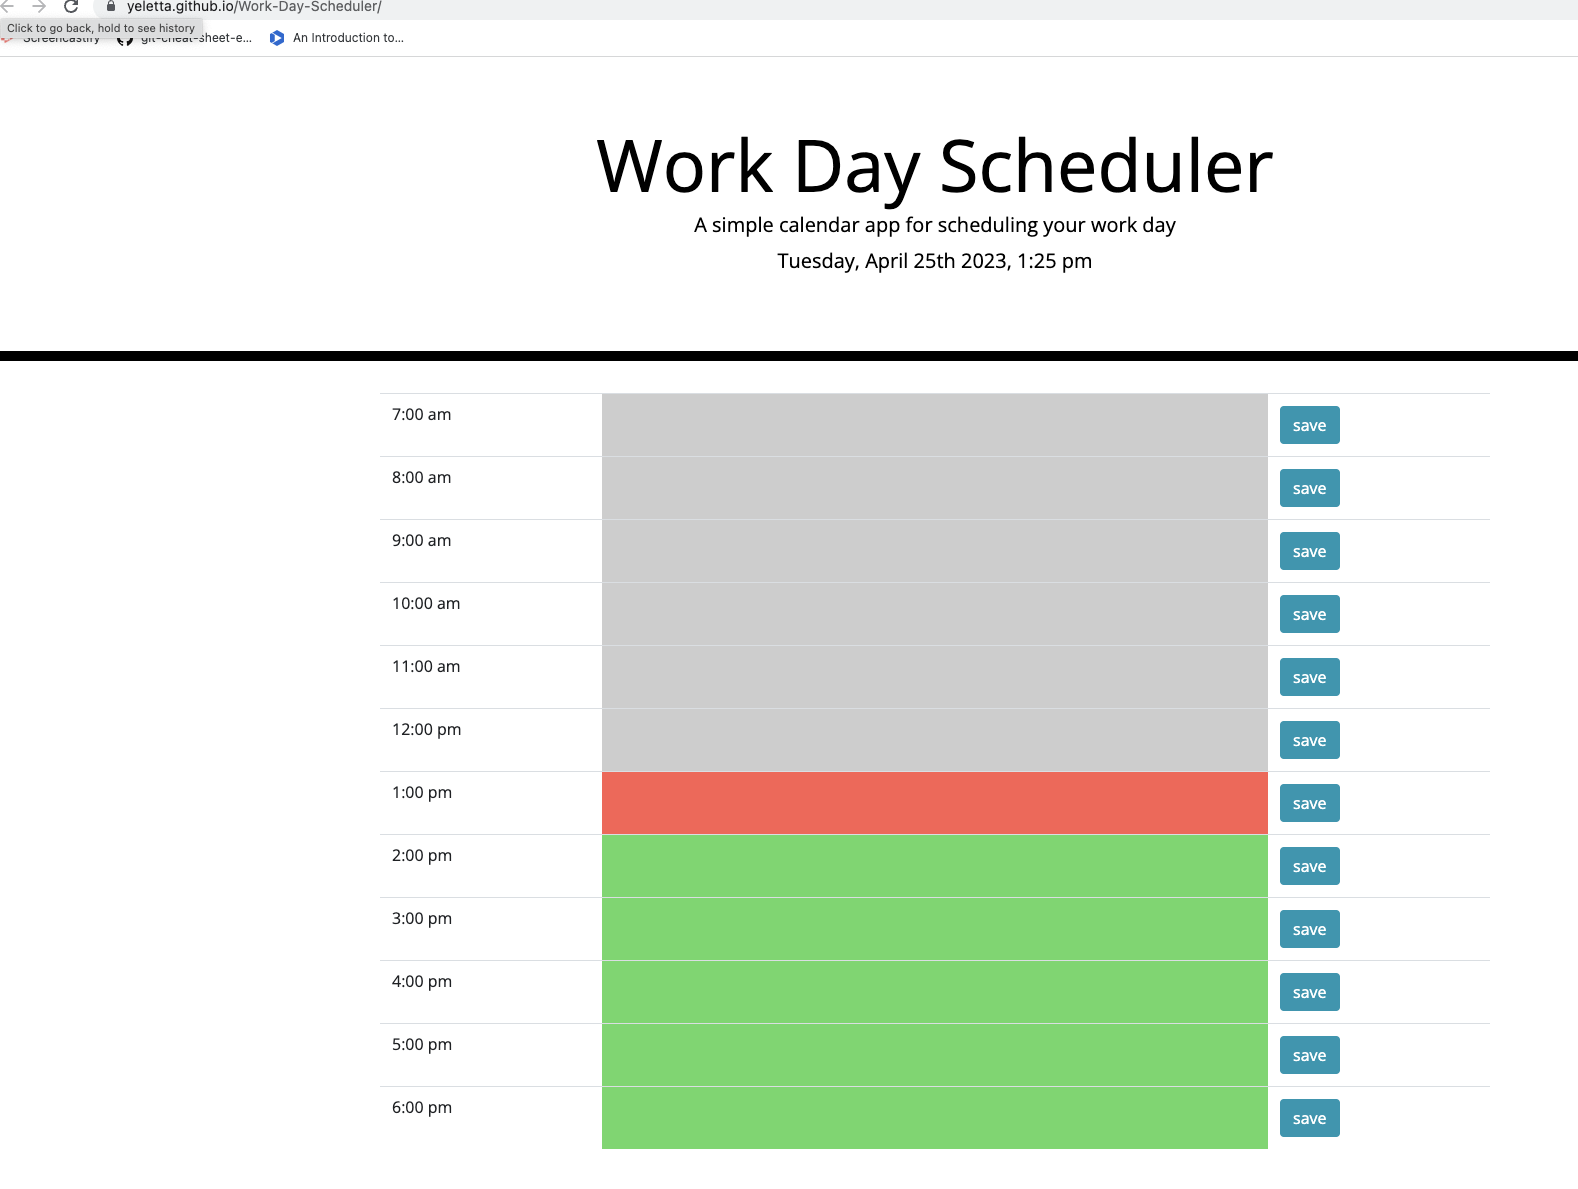 yeletta.github.io/Work-Day-Scheduler/
Click to go back, hold to see history
Screencastify git-cheat-sheet-e... An Introduction to...
Work Day Scheduler
A simple calendar app for scheduling your work day
Tuesday, April 25th 2023, 1:25 pm
7:00 am save
8:00 am save
9:00 am save
10:00 am save
11:00 am save
12:00 pm save
1:00 pm save
2:00 pm save
3:00 pm save
4:00 pm save
5:00 pm save
6:00 pm save